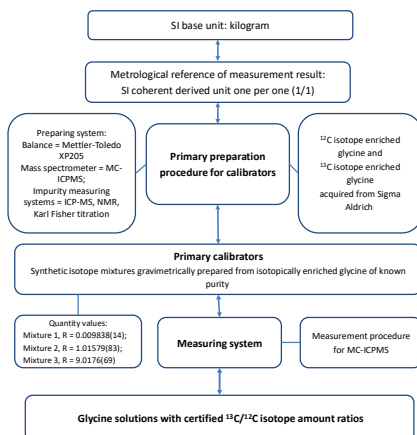 SI base unit: kilogram
Metrological reference of measurement result:
SI coherent derived unit one per one (1/1)
Preparing system:
Balance = Mettler-Toledo
XP205
Mass spectrometer = MC-
ICPMS;
Impurity measuring
systems = ICP-MS, NMR,
Karl Fisher titration
Primary preparation
procedure for calibrators
¹²C isotope enriched
glycine and
¹³C isotope enriched
glycine
acquired from Sigma
Aldrich
Primary calibrators
Synthetic isotope mixtures gravimetrically prepared from isotopically enriched glycine of known
purity
Quantity values:
Mixture 1, R = 0.009838(14);
Mixture 2, R = 1.01579(83);
Mixture 3, R = 9.0176(69)
Measuring system
Measurement procedure
for MC-ICPMS
Glycine solutions with certified ¹³C/¹²C isotope amount ratios